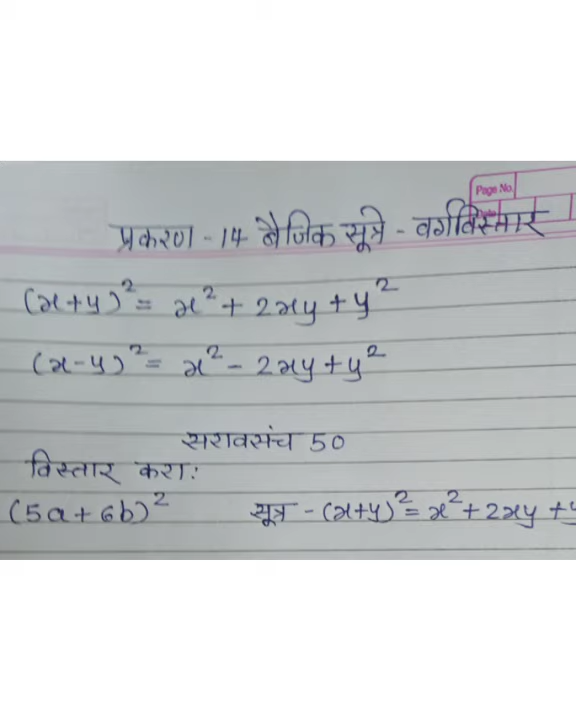 Page No.
Date
प्रकरण - 14 बैजिक सूत्रे - वर्गविस्तार
(x+y)² = x² + 2xy + y²
(x-y)² = x² - 2xy + y²
सरावसंच 50
विस्तार करा:
(5a + 6b)² सूत्र - (x+y)² = x² + 2xy + y